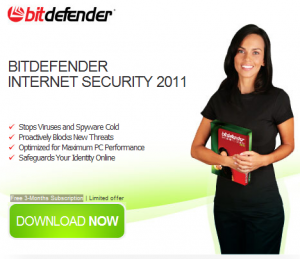 bitdefender
BITDEFENDER
INTERNET SECURITY 2011
Stops Viruses and Spyware Cold
Proactively Blocks New Threats
Optimized for Maximum PC Performance
Safeguards Your Identity Online
Free 3-Months Subscription | Limited offer
DOWNLOAD NOW
bitdefender